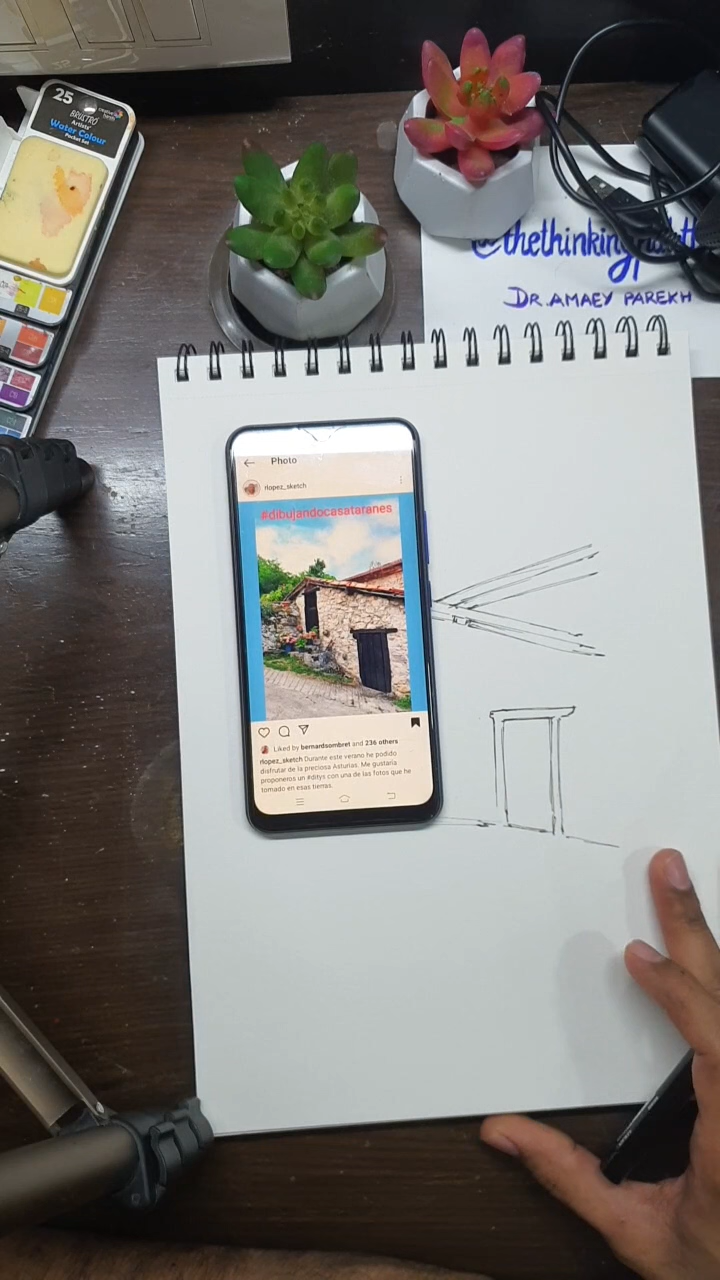 25
BRUSTRO
Artists'
Water Colour
Pocket Set
DR. AMAEY PAREKH
Photo
rlopez_sketch
#dibujandocasataranes
Liked by bernardsombret and 236 others
rlopez_sketch Durante este verano he podido
disfrutar de la preciosa Asturias. Me gustaría
proponeros un #ditys con una de las fotos que he
tomado en esas tierras.